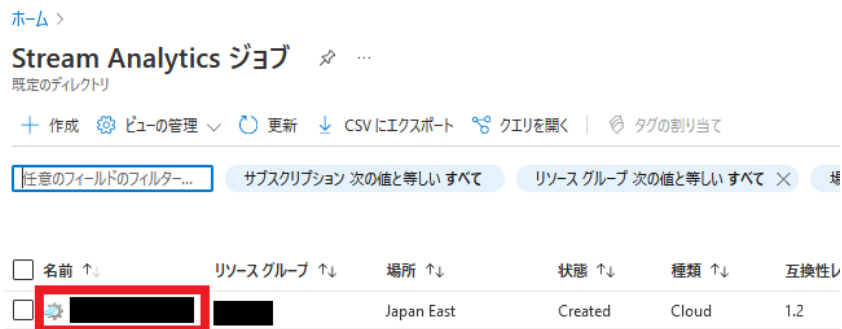 ホーム >
Stream Analytics ジョブ ...
既定のディレクトリ
+ 作成 ビューの管理 更新 CSV にエクスポート クエリを開く タグの割り当て
任意のフィールドのフィルター... サブスクリプション 次の値と等しい すべて リソース グループ 次の値と等しい すべて × 場
名前 ↑↓ リソース グループ ↑↓ 場所 ↑↓ 状態 ↑↓ 種類 ↑↓ 互換性レ
Japan East Created Cloud 1.2